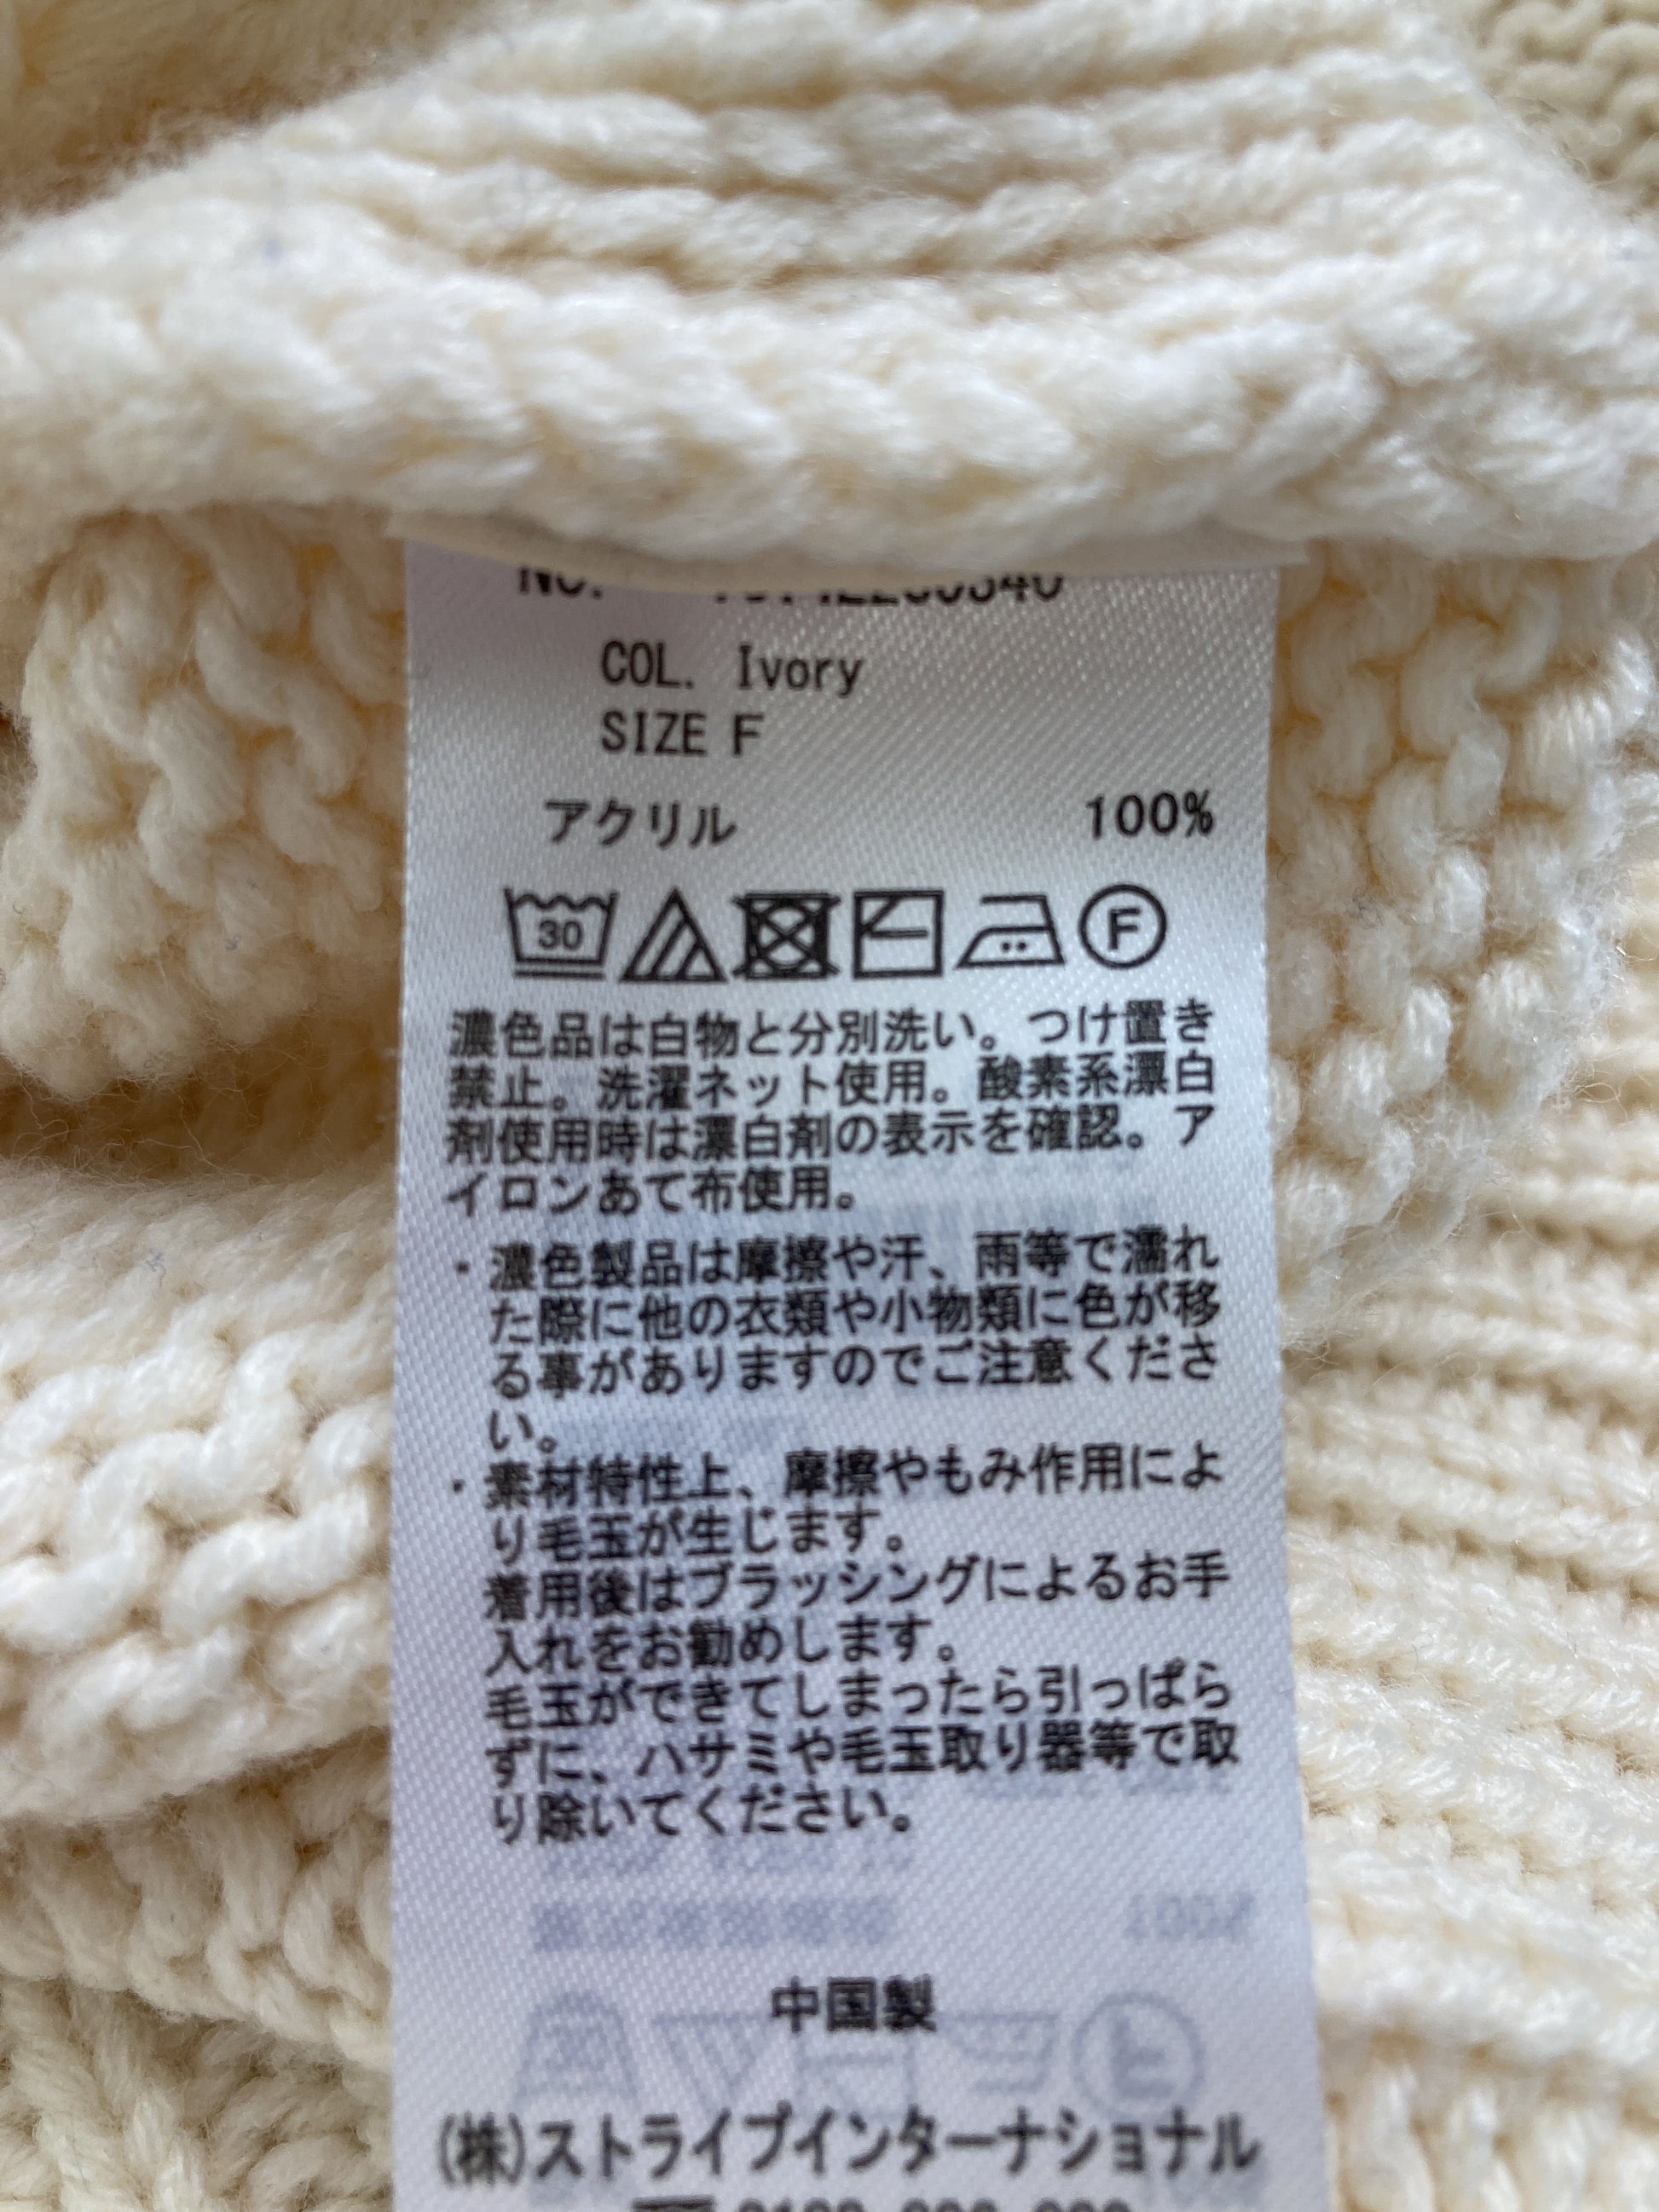 COL. Ivory
SIZE F
アクリル 100%
30
F
濃色品は白物と分別洗い。つけ置き
禁止。洗濯ネット使用。酸素系漂白
剤使用時は漂白剤の表示を確認。ア
イロンあて布使用。
・濃色製品は摩擦や汗、雨等で濡れ
た際に他の衣類や小物類に色が移
る事がありますのでご注意くださ
い。
・素材特性上、摩擦やもみ作用によ
り毛玉が生じます。
着用後はブラッシングによるお手
入れをお勧めします。
毛玉ができてしまったら引っぱら
ずに、ハサミや毛玉取り器等で取
り除いてください。
中国製
(株)ストライプインターナショナル